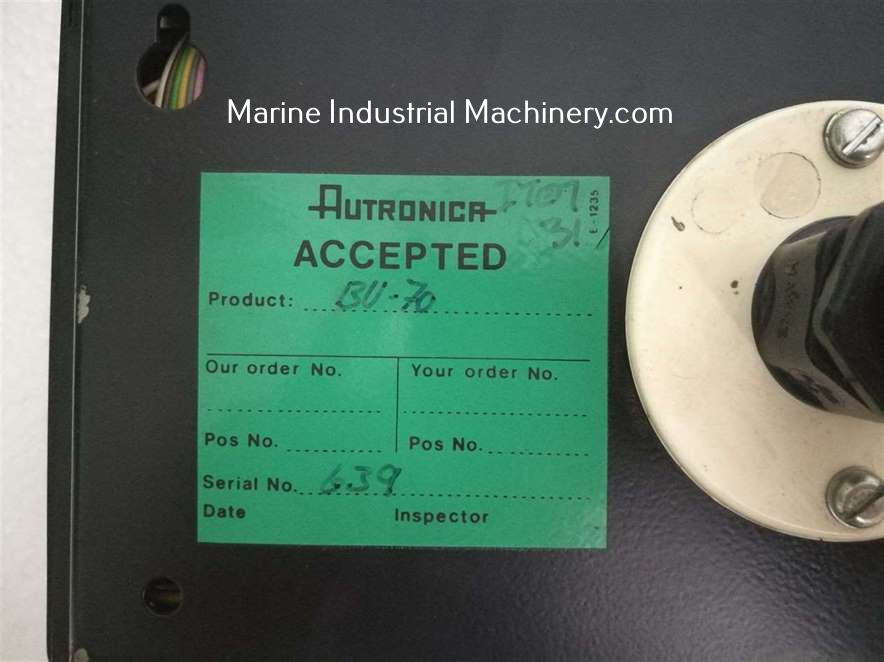 Marine Industrial Machinery.com
AUTRONICA
E-1235
ACCEPTED
Product: BU-70
Our order No.
Your order No.
Pos No.
Pos No.
Serial No. 639
Date
Inspector